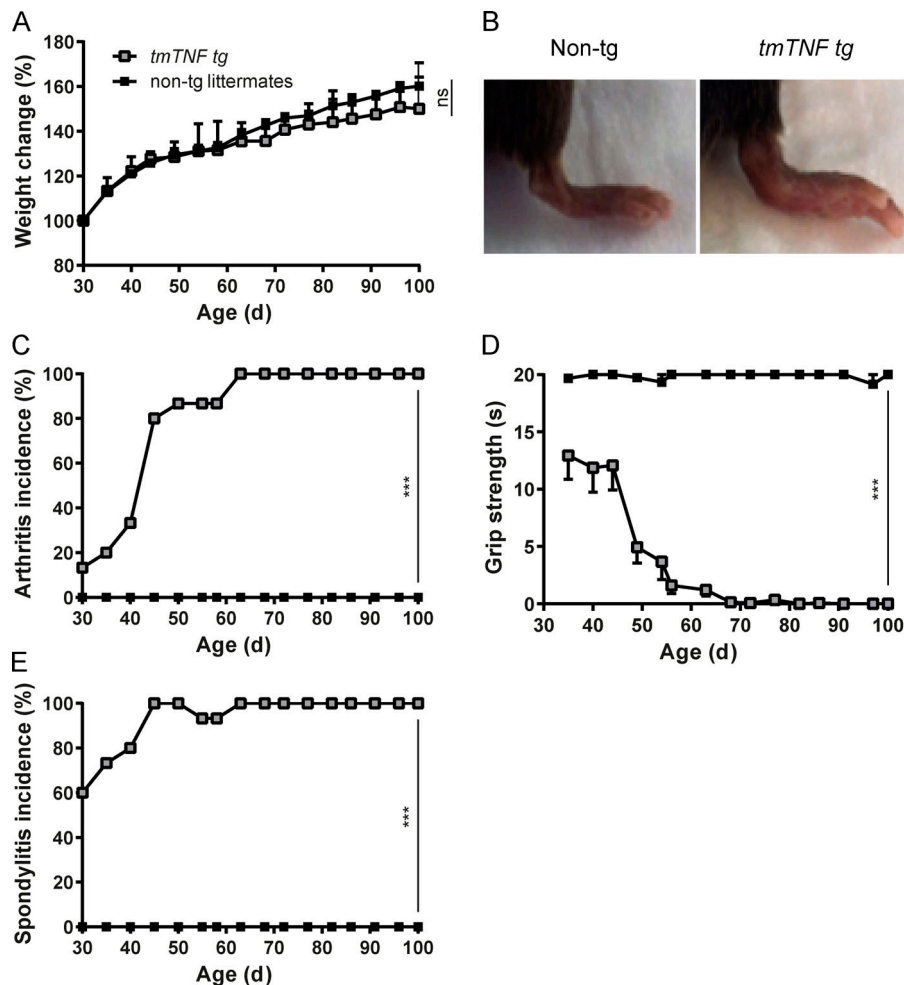 A
Weight change (%)
180
160
140
120
100
80
tmTNF tg
non-tg littermates
ns
30 40 50 60 70 80 90 100
Age (d)
B
Non-tg tmTNF tg
C
Arthritis incidence (%)
100
80
60
40
20
0
***
30 40 50 60 70 80 90 100
Age (d)
D
Grip strength (s)
20
15
10
5
0
***
30 40 50 60 70 80 90 100
Age (d)
E
Spondylitis incidence (%)
100
80
60
40
20
0
***
30 40 50 60 70 80 90 100
Age (d)